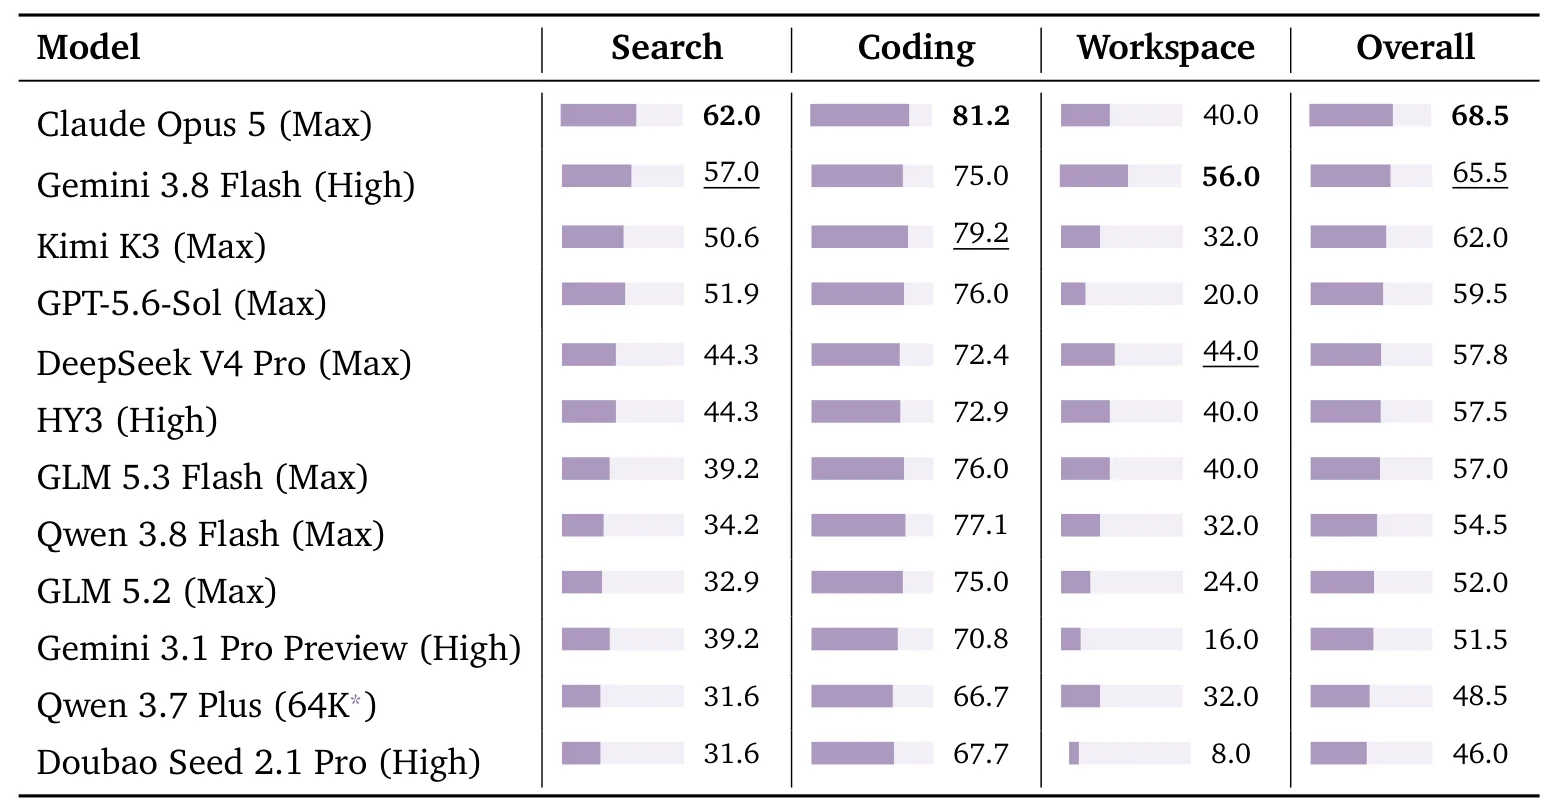 Model Search Coding Workspace Overall
Claude Opus 5 (Max) 62.0 81.2 40.0 68.5
Gemini 3.8 Flash (High) 57.0 75.0 56.0 65.5
Kimi K3 (Max) 50.6 79.2 32.0 62.0
GPT-5.6-Sol (Max) 51.9 76.0 20.0 59.5
DeepSeek V4 Pro (Max) 44.3 72.4 44.0 57.8
HY3 (High) 44.3 72.9 40.0 57.5
GLM 5.3 Flash (Max) 39.2 76.0 40.0 57.0
Qwen 3.8 Flash (Max) 34.2 77.1 32.0 54.5
GLM 5.2 (Max) 32.9 75.0 24.0 52.0
Gemini 3.1 Pro Preview (High) 39.2 70.8 16.0 51.5
Qwen 3.7 Plus (64K*) 31.6 66.7 32.0 48.5
Doubao Seed 2.1 Pro (High) 31.6 67.7 8.0 46.0